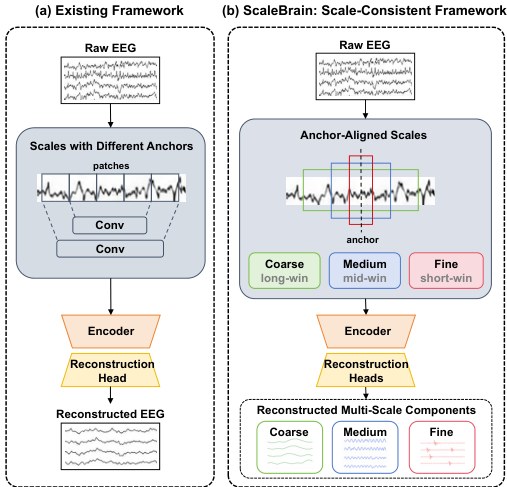 (a) Existing Framework
Raw EEG
Scales with Different Anchors
patches
Conv
Conv
Encoder
Reconstruction
Head
Reconstructed EEG
(b) ScaleBrain: Scale-Consistent Framework
Raw EEG
Anchor-Aligned Scales
anchor
Coarse
long-win
Medium
mid-win
Fine
short-win
Encoder
Reconstruction
Heads
Reconstructed Multi-Scale Components
Coarse
Medium
Fine